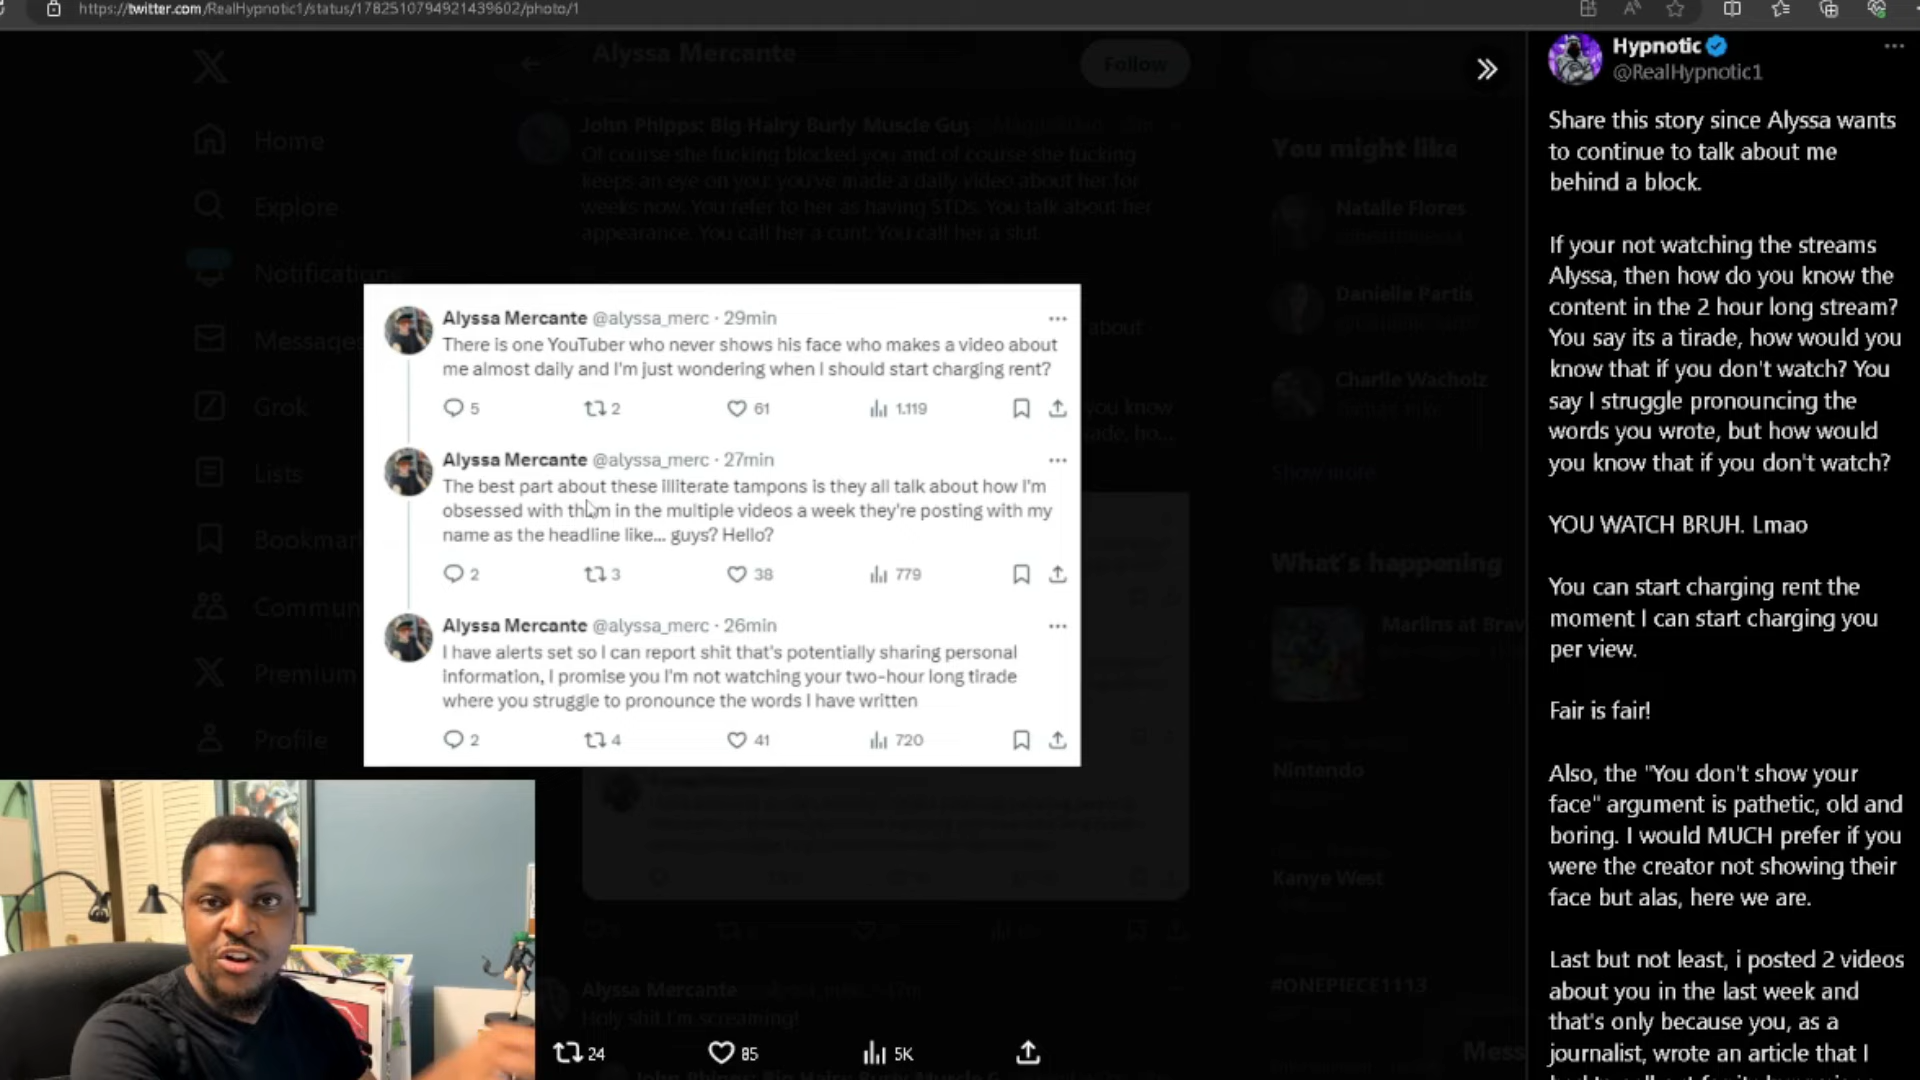 https://twitter.com/RealHypnotic1/status/1782510794921439602/photo/1
Home
Explore
Notification
Messages
Grok
Lists
Bookmar
Commun
Premium
Profile
Alyssa Mercante
Follow
John Phipps: Big Hairy Burly Muscle Guy
Of course she fucking blocked you and of course she fucking
keeps an eye on you: you've made a daily video about her for
weeks now. You refer to her as having STDs. You talk about her
appearance. You call her a cunt. You call her a slut
Alyssa Mercante @alyssa_merc · 29min
There is one YouTuber who never shows his face who makes a video about
me almost daily and I'm just wondering when I should start charging rent?
5 2 61 1.119
Alyssa Mercante @alyssa_merc · 27min
The best part about these illiterate tampons is they all talk about how I'm
obsessed with them in the multiple videos a week they're posting with my
name as the headline like... guys? Hello?
2 3 38 779
Alyssa Mercante @alyssa_merc · 26min
I have alerts set so I can report shit that's potentially sharing personal
information, I promise you I'm not watching your two-hour long tirade
where you struggle to pronounce the words I have written
2 4 41 720
Alyssa Mercante
Holy shit I'm screaming!
24 85 5K
You might like
Natalie Flores
Danielle Partis
Charlie Wacholz
Show more
What's happening
Marlins at Brav
Nintendo
Kanye West
#ONEPIECE1113
Mess
Hypnotic
@RealHypnotic1
Share this story since Alyssa wants
to continue to talk about me
behind a block.
If your not watching the streams
Alyssa, then how do you know the
content in the 2 hour long stream?
You say its a tirade, how would you
know that if you don't watch? You
say I struggle pronouncing the
words you wrote, but how would
you know that if you don't watch?
YOU WATCH BRUH. Lmao
You can start charging rent the
moment I can start charging you
per view.
Fair is fair!
Also, the "You don't show your
face" argument is pathetic, old and
boring. I would MUCH prefer if you
were the creator not showing their
face but alas, here we are.
Last but not least, i posted 2 videos
about you in the last week and
that's only because you, as a
journalist, wrote an article that I